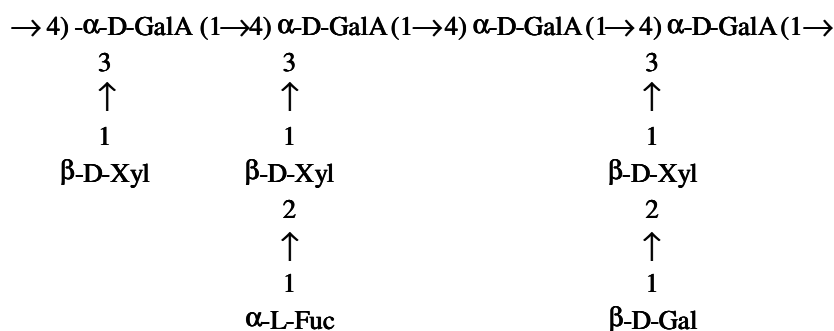 → 4) -α-D-GalA (1→4) α-D-GalA (1→ 4) α-D-GalA (1→ 4) α-D-GalA (1→
3 3 3
↑ ↑ ↑
1 1 1
β-D-Xyl β-D-Xyl β-D-Xyl
2 2
↑ ↑
1 1
α-L-Fuc β-D-Gal